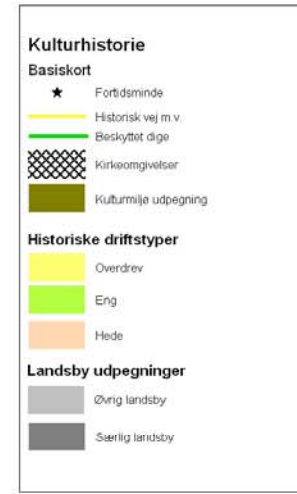 Kulturhistorie
Basiskort
Fortidsminde
Historisk vej m.v.
Beskyttet dige
Kirkeomgivelser
Kulturmiljø udpegning
Historiske driftstyper
Overdrev
Eng
Hede
Landsby udpegninger
Øvrig landsby
Særlig landsby